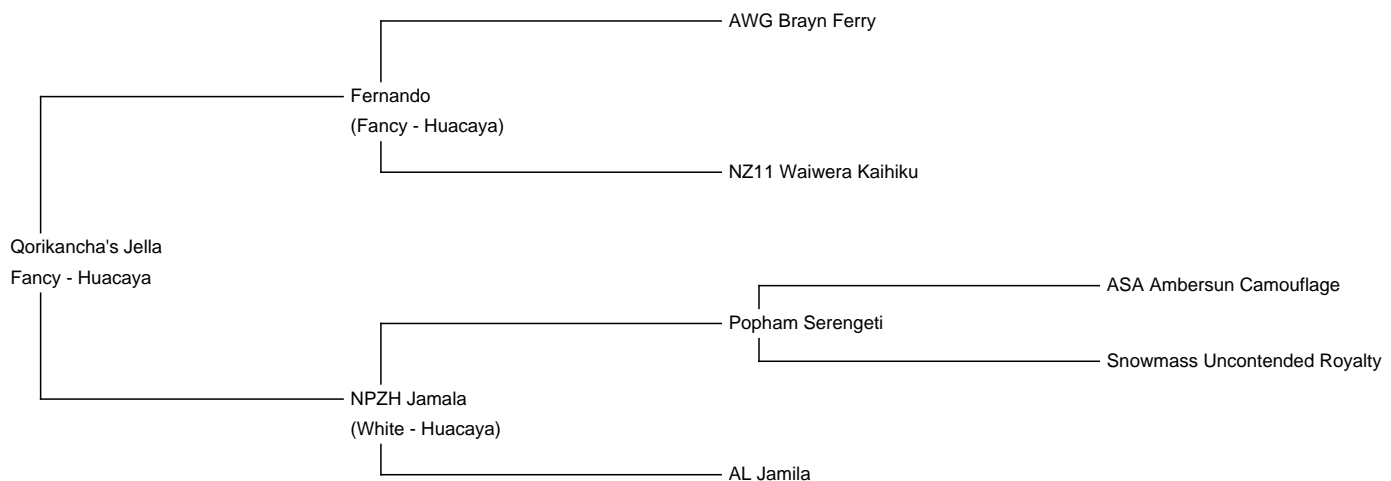 AWG Brayn Ferry
Fernando
(Fancy - Huacaya)
NZ11 Waiwera Kaihiku
Qorikancha's Jella
Fancy - Huacaya
ASA Ambersun Camouflage
Popham Serengeti
Snowmass Uncontended Royalty
NPZH Jamala
(White - Huacaya)
AL Jamila